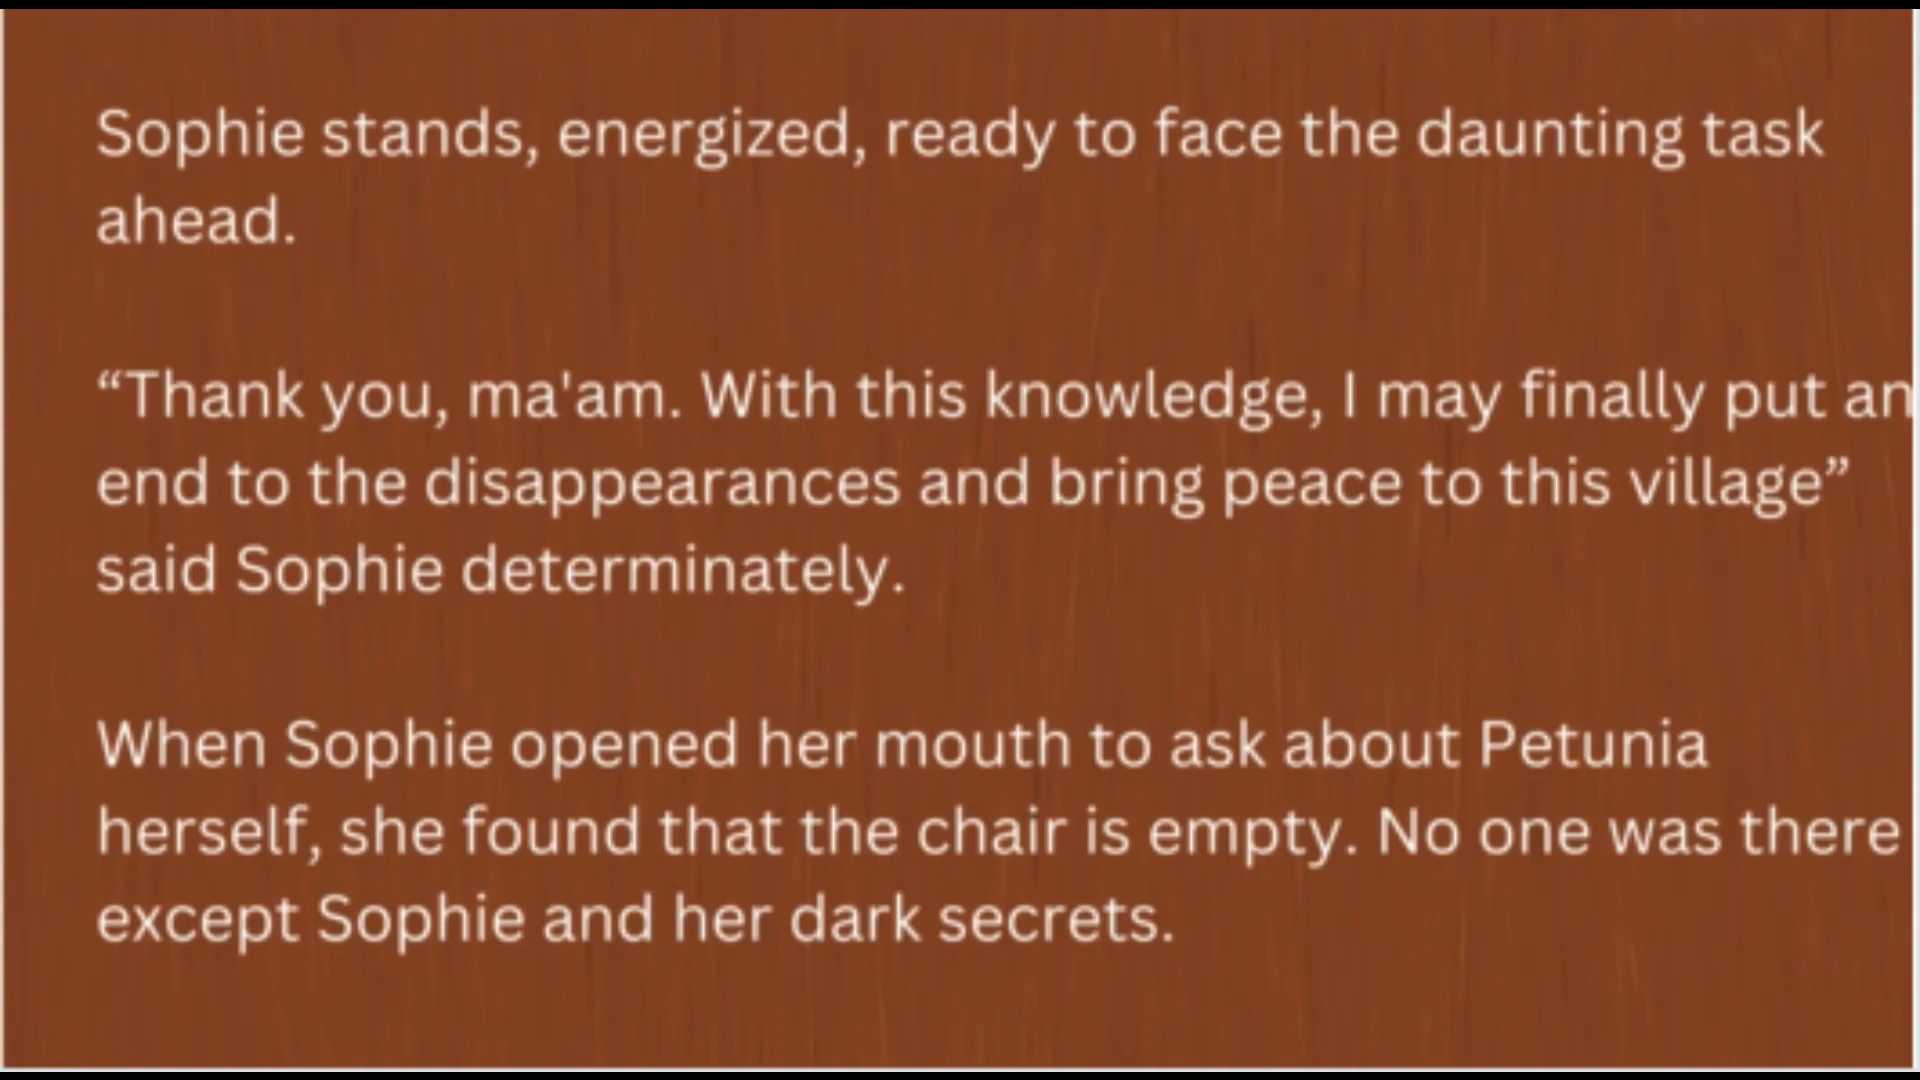 Sophie stands, energized, ready to face the daunting task
ahead.
“Thank you, ma'am. With this knowledge, I may finally put an
end to the disappearances and bring peace to this village”
said Sophie determinately.
When Sophie opened her mouth to ask about Petunia
herself, she found that the chair is empty. No one was there
except Sophie and her dark secrets.